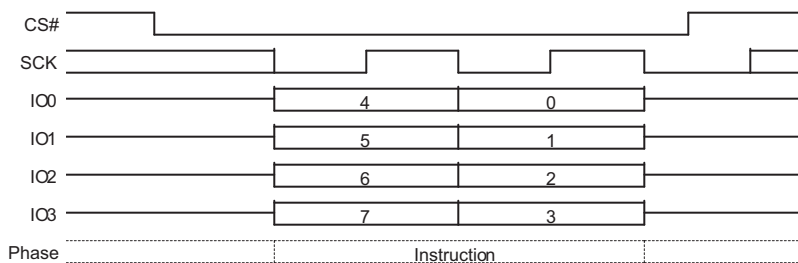 CS#
SCK
IO0 4 0
IO1 5 1
IO2 6 2
IO3 7 3
Phase Instruction